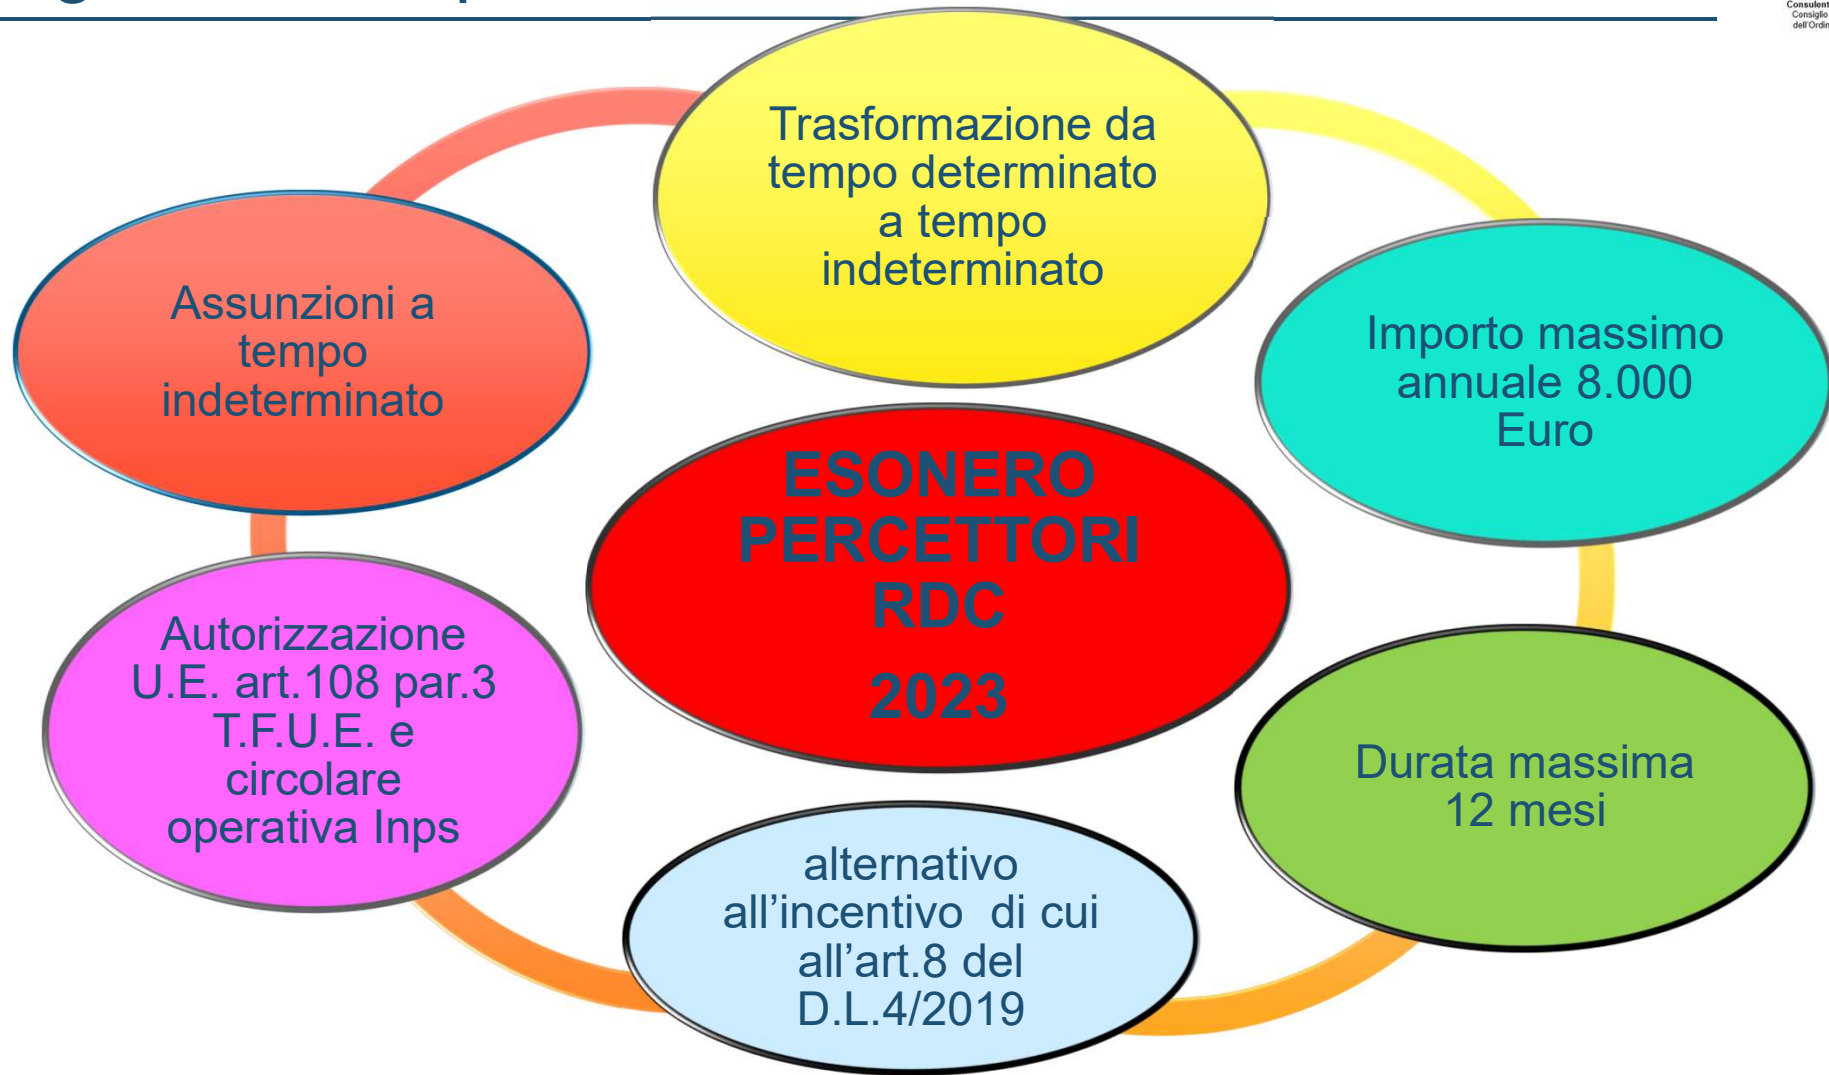 Consulent
Consiglio
dell'Ordin
Trasformazione da
tempo determinato
a tempo
indeterminato
Assunzioni a
tempo
indeterminato
Importo massimo
annuale 8.000
Euro
ESONERO
PERCETTORI
RDC
2023
Autorizzazione
U.E. art.108 par.3
T.F.U.E. e
circolare
operativa Inps
Durata massima
12 mesi
alternativo
all’incentivo  di cui
all’art.8 del
D.L.4/2019